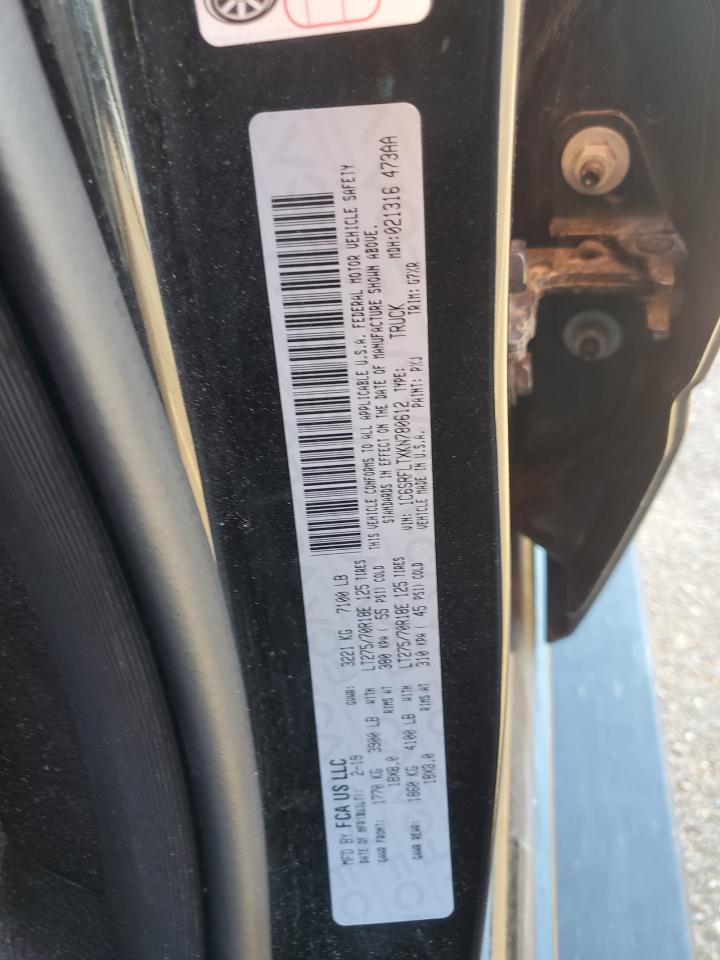 MFD BY FCA US LLC
DATE OF MFR(BUILT): 2-19
GVWR: 3221 KG 7100 LB
GAWR FRONT: 1770 KG 3900 LB WITH LT275/70R18E 125 TIRES
18X8.0 RIMS AT 380 KPA ( 55 PSI) COLD
GAWR REAR: 1860 KG 4100 LB WITH LT275/70R18E 125 TIRES
18X8.0 RIMS AT 310 KPA ( 45 PSI) COLD
THIS VEHICLE CONFORMS TO ALL APPLICABLE U.S.A. FEDERAL MOTOR VEHICLE SAFETY
STANDARDS IN EFFECT ON THE DATE OF MANUFACTURE SHOWN ABOVE.
VIN: 1C6SRFLTXKN780612 TYPE: TRUCK MDH:021316 473AA
VEHICLE MADE IN U.S.A. PAINT: PXJ TRIM: G7XR